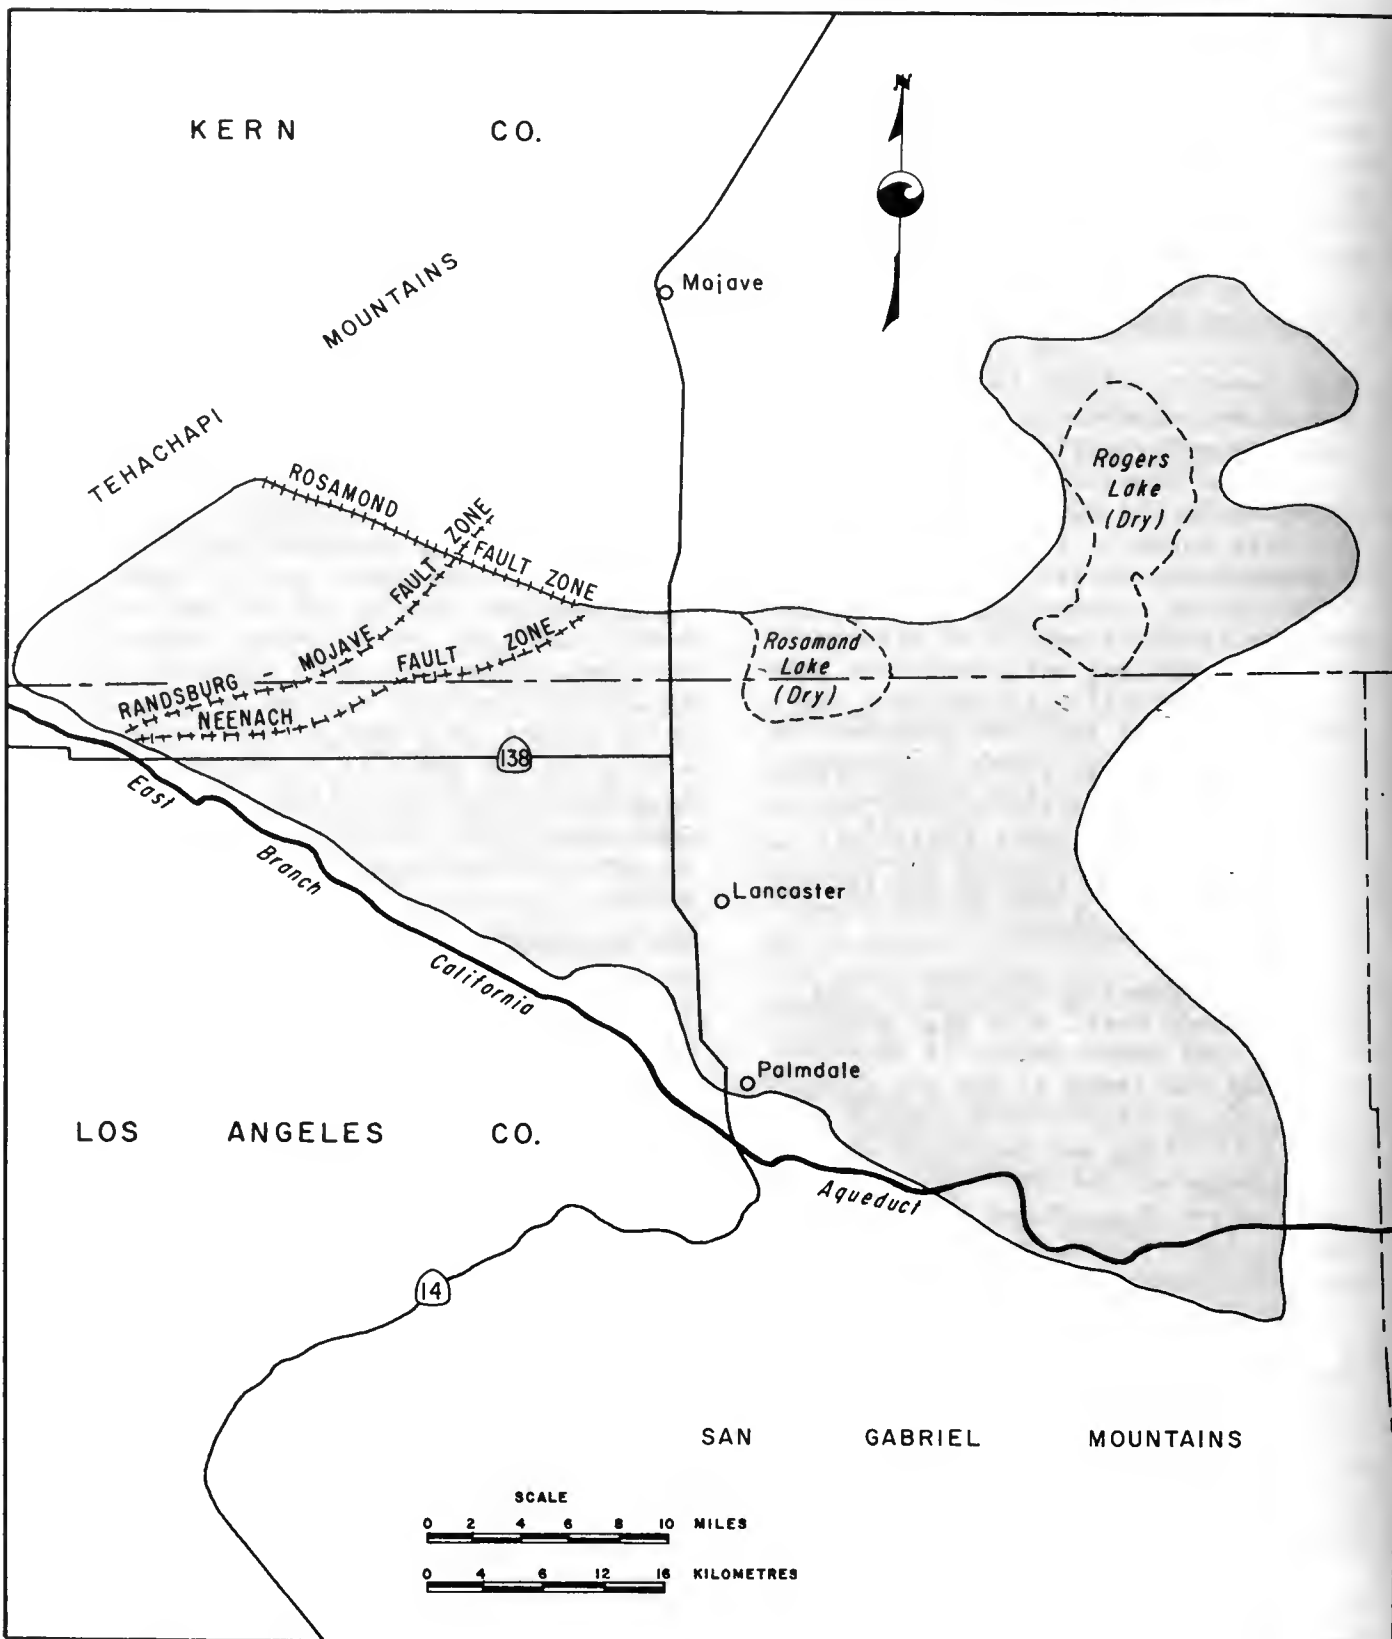 N
KERN CO.
TEHACHAPI MOUNTAINS
Mojave
ROSAMOND FAULT ZONE
RANDSBURG - MOJAVE FAULT ZONE
NEENACH FAULT ZONE
Rogers
Lake
(Dry)
Rosamond
Lake
(Dry)
138
East Branch California Aqueduct
Lancaster
Palmdale
LOS ANGELES CO.
14
SAN GABRIEL MOUNTAINS
SCALE
0 2 4 6 8 10 MILES
0 4 6 12 16 KILOMETRES